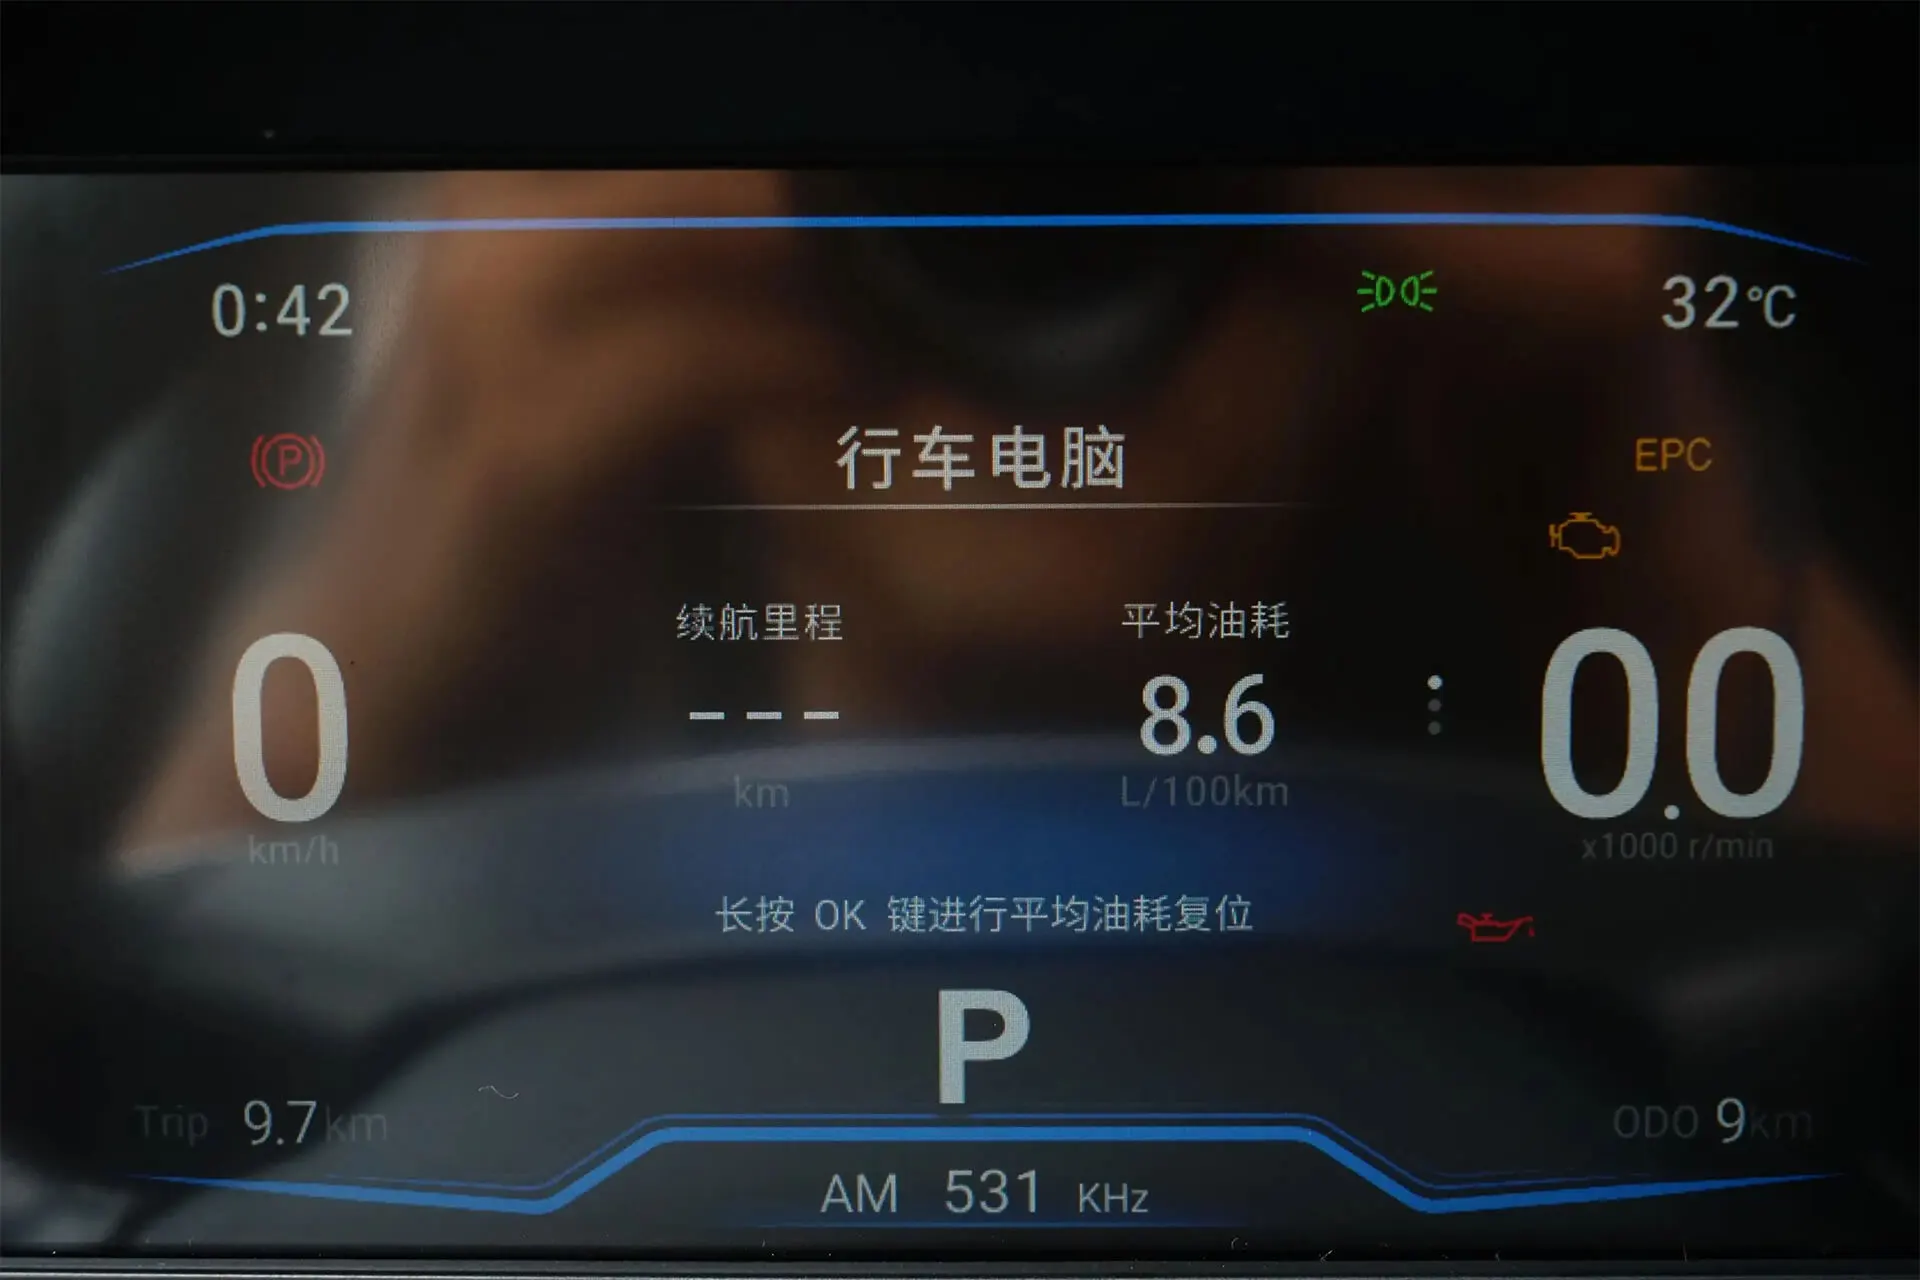 0:42
32°C
P
行车电脑
EPC
续航里程
平均油耗
0
- - -
8.6
0.0
km
L/100km
km/h
x1000 r/min
长按 OK 键进行平均油耗复位
P
Trip 9.7km
ODO 9km
AM 531 KHz